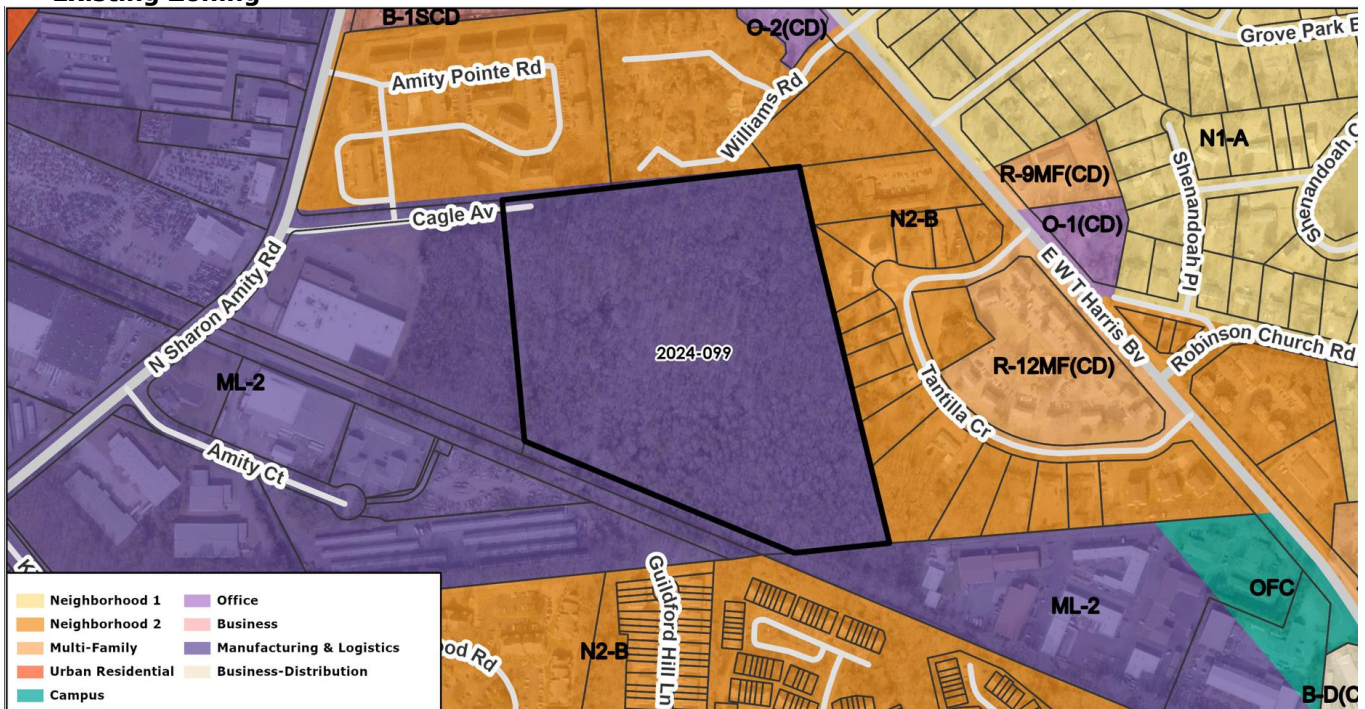 Existing Zoning
B-1SCD
O-2(CD)
Grove Park B
Amity Pointe Rd
Williams Rd
N1-A
Shenandoah C
R-9MF(CD)
Shenandoah Pl
Cagle Av
N2-B
O-1(CD)
N Sharon Amity Rd
E W T Harris Bv
2024-099
Robinson Church Rd
ML-2
R-12MF(CD)
Tantilla Cr
Amity Ct
Guildford Hill Ln
OFC
ML-2
N2-B
ood Rd
B-D(C
Neighborhood 1
Neighborhood 2
Multi-Family
Urban Residential
Campus
Office
Business
Manufacturing & Logistics
Business-Distribution